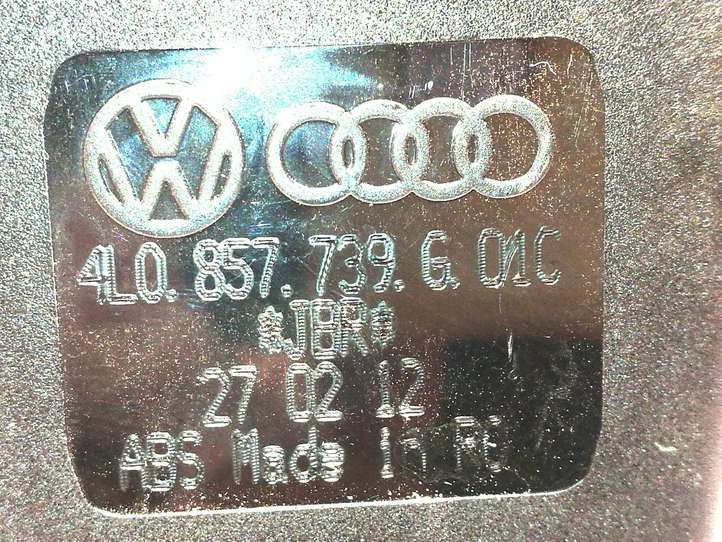 4L0.857.739.G 01C
*JBR*
27 02 12
ABS Made In